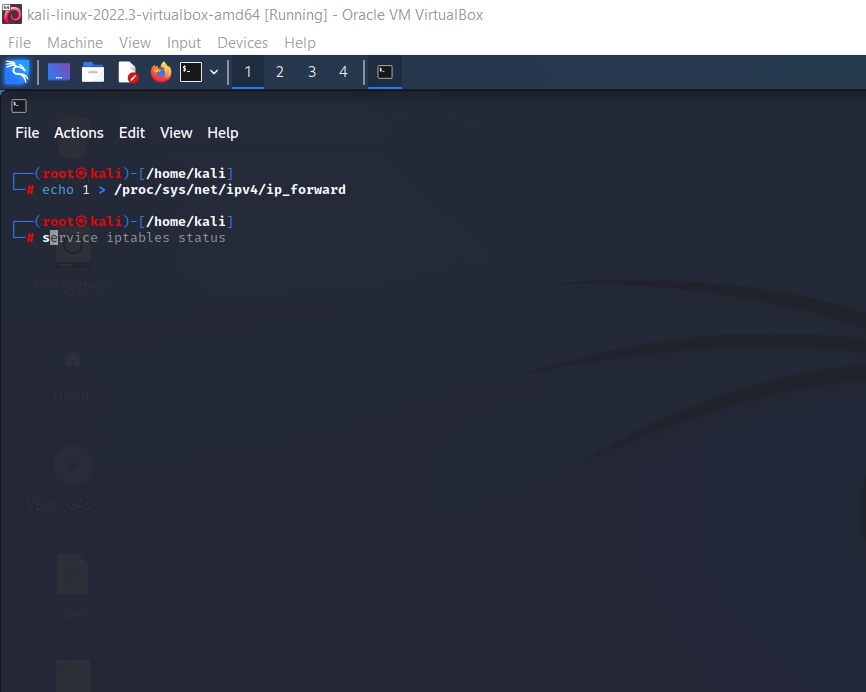 kali-linux-2022.3-virtualbox-amd64 [Running] - Oracle VM VirtualBox
File Machine View Input Devices Help
1 2 3 4
File Actions Edit View Help
┌──(root㉿kali)-[/home/kali]
└─# echo 1 > /proc/sys/net/ipv4/ip_forward
┌──(root㉿kali)-[/home/kali]
└─# service iptables status
File System
Home
VBox_GAs_...
cookie